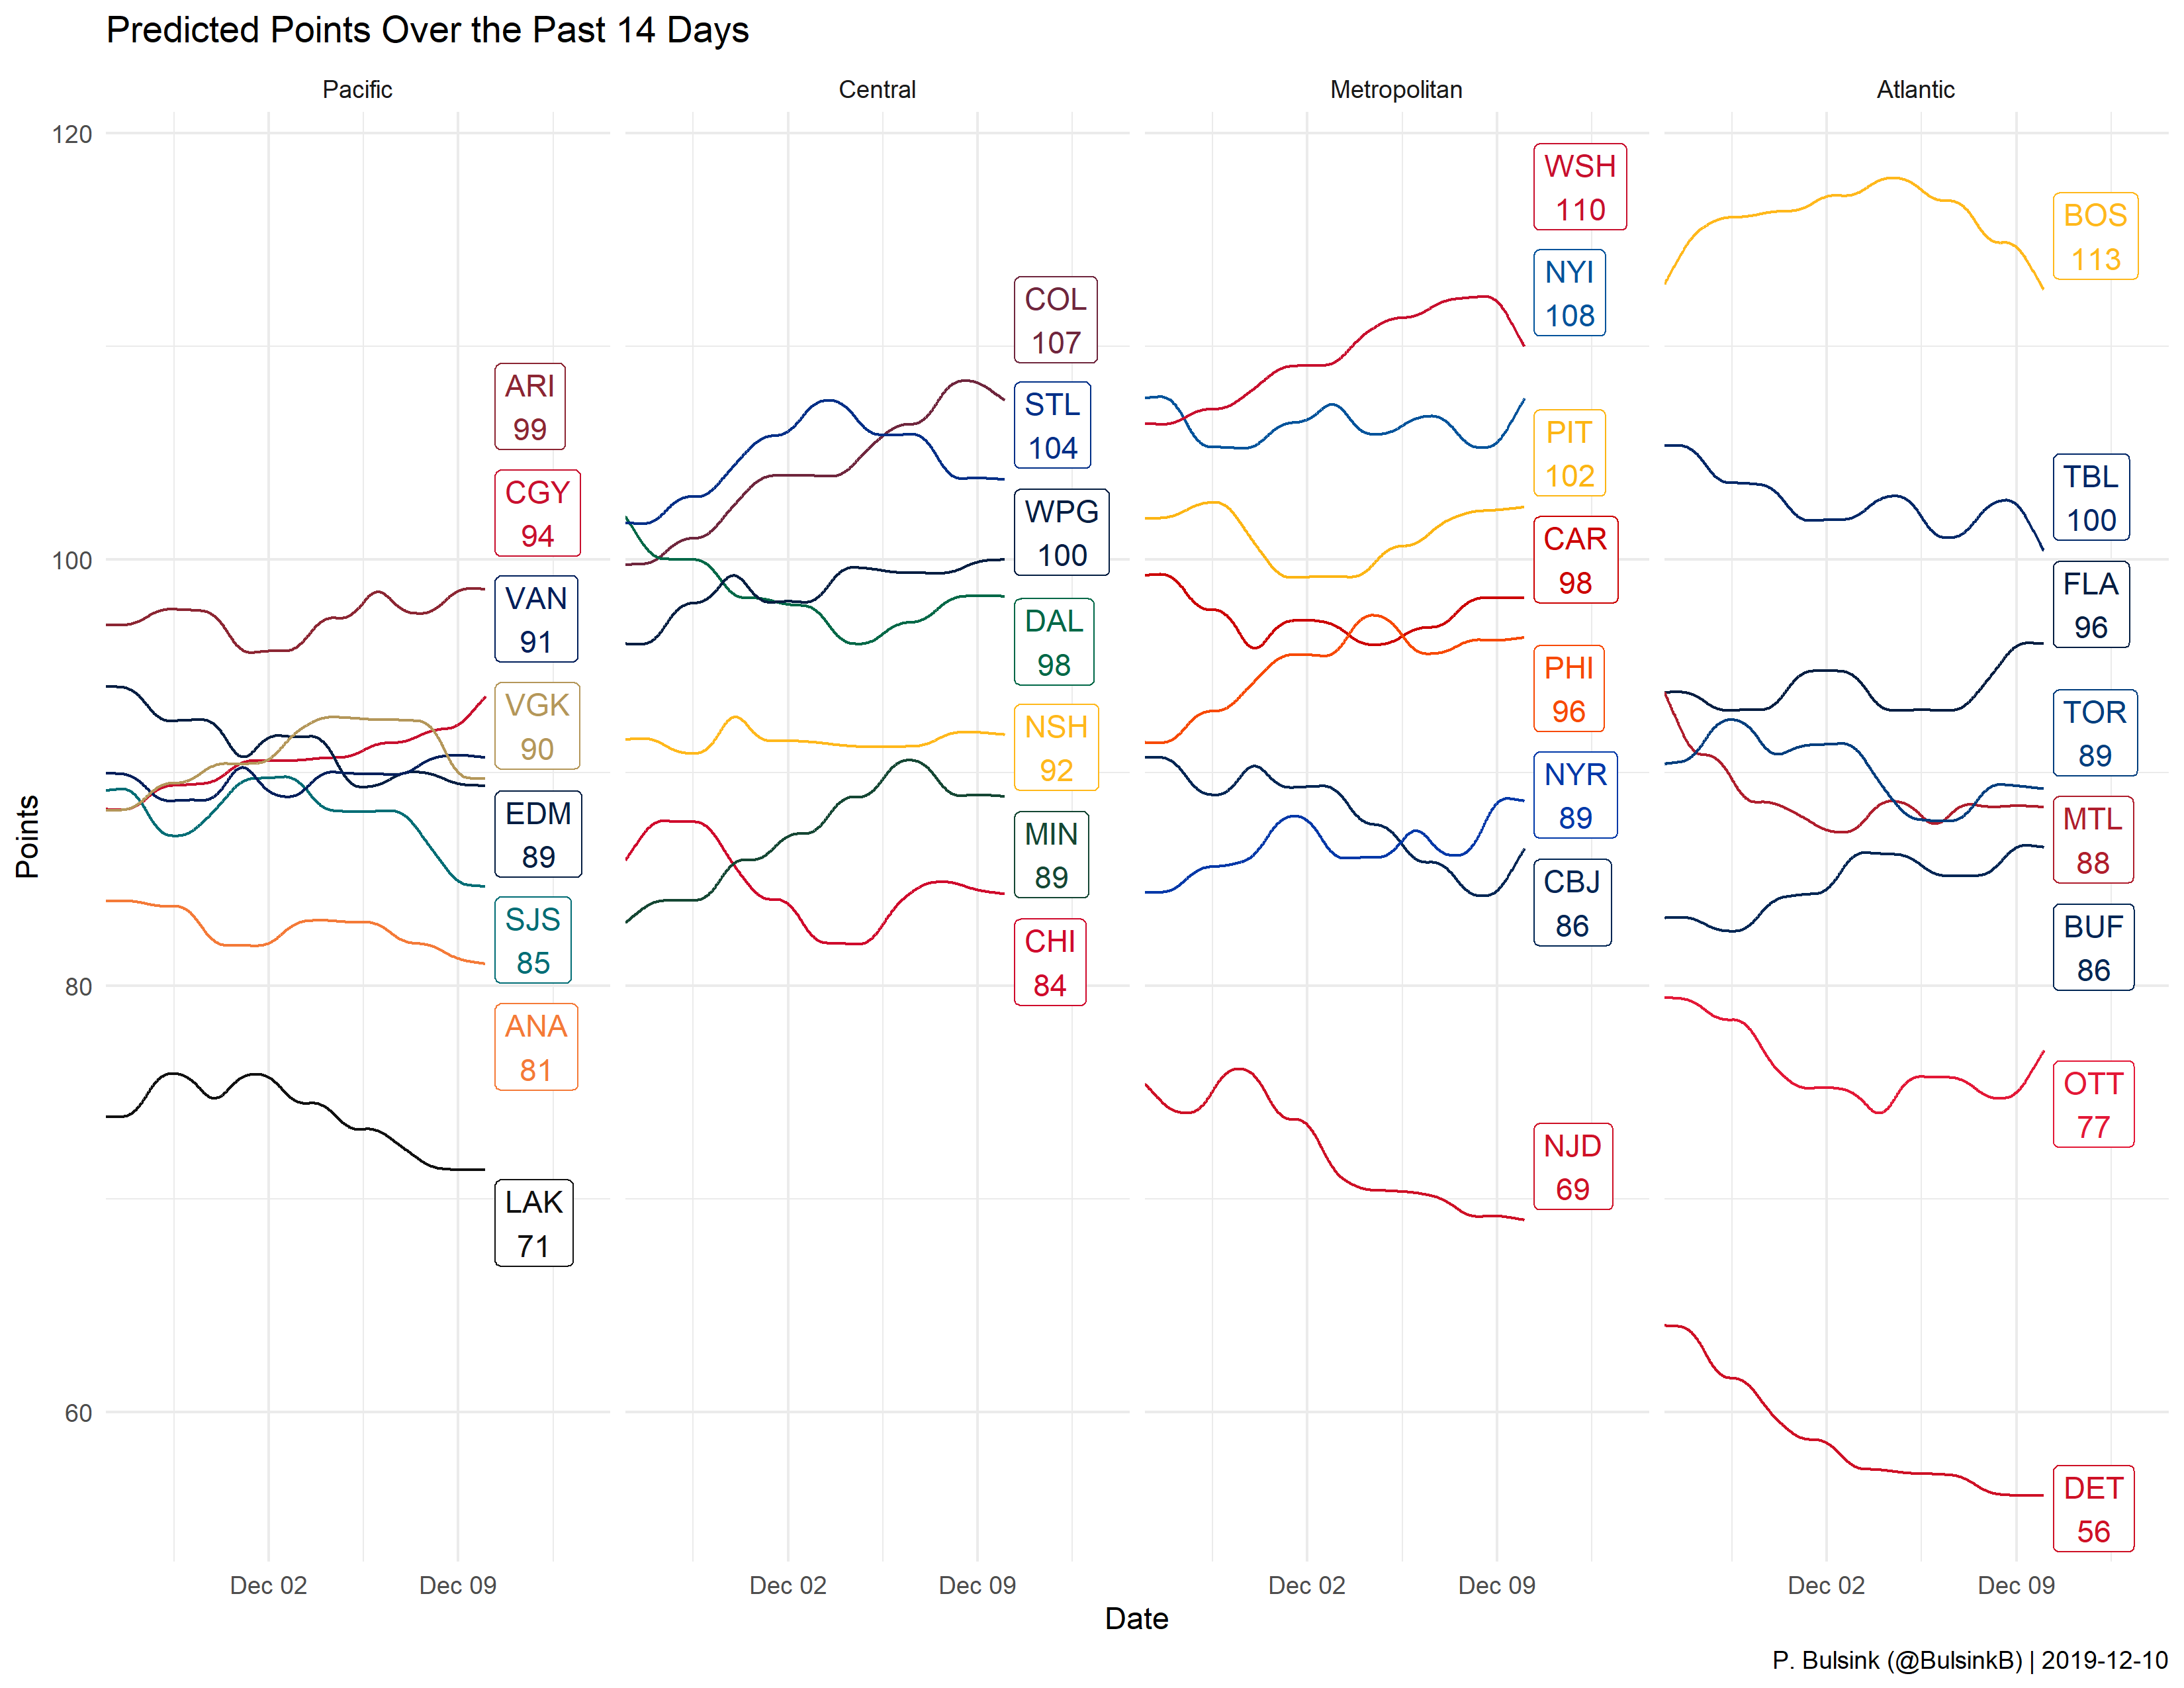 Predicted Points Over the Past 14 Days
Pacific
Central
Metropolitan
Atlantic
Points
120
100
80
60
ARI
99
CGY
94
VAN
91
VGK
90
EDM
89
SJS
85
ANA
81
LAK
71
COL
107
STL
104
WPG
100
DAL
98
NSH
92
MIN
89
CHI
84
WSH
110
NYI
108
PIT
102
CAR
98
PHI
96
NYR
89
CBJ
86
NJD
69
BOS
113
TBL
100
FLA
96
TOR
89
MTL
88
BUF
86
OTT
77
DET
56
Dec 02
Dec 09
Dec 02
Dec 09
Dec 02
Dec 09
Dec 02
Dec 09
Date
P. Bulsink (@BulsinkB) | 2019-12-10